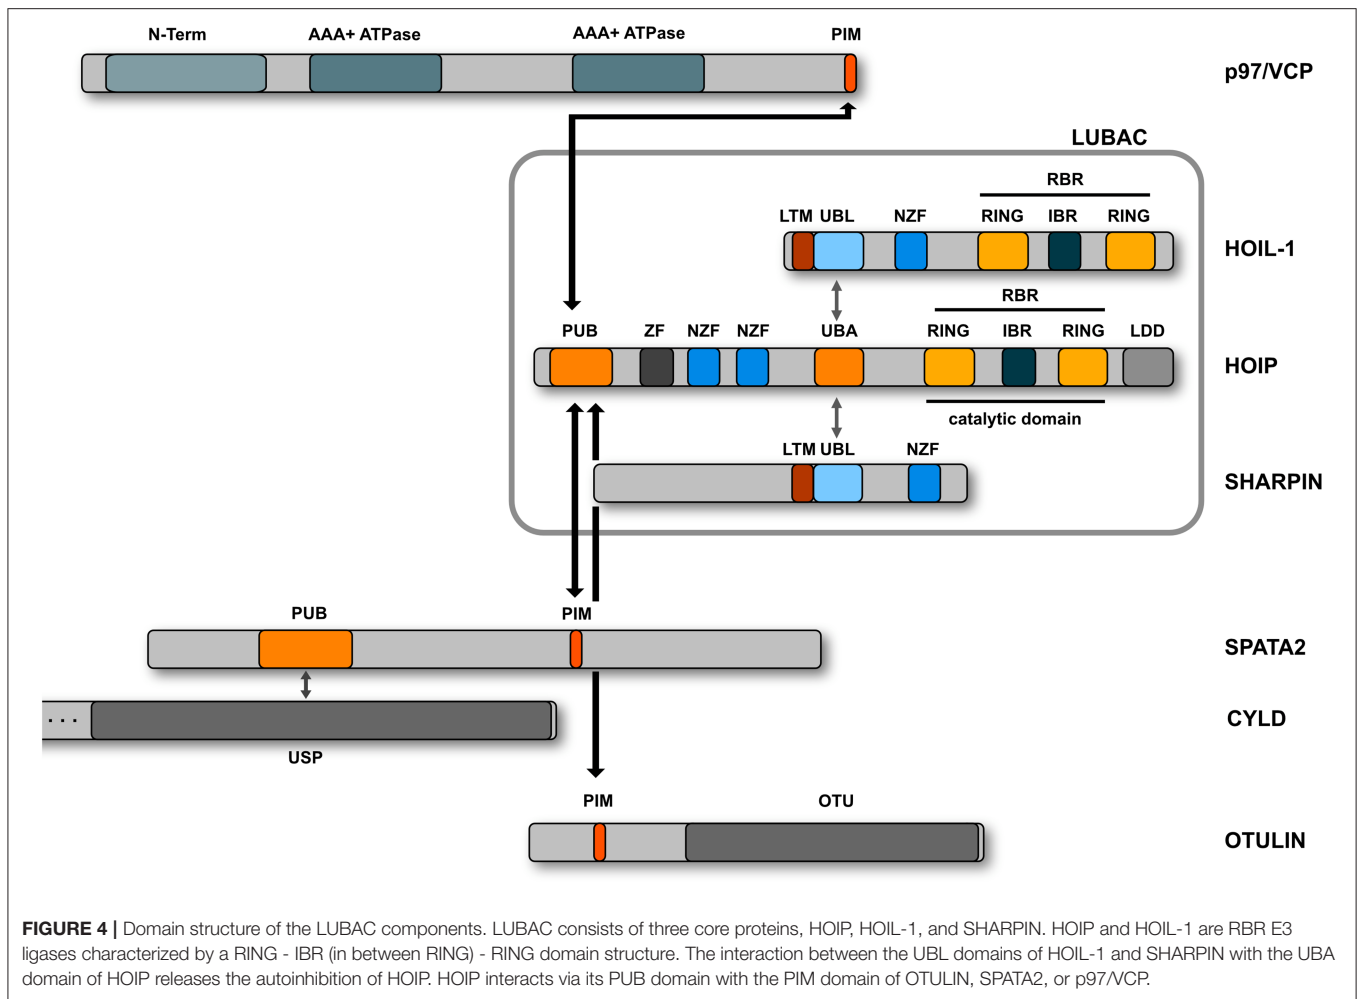 N-Term AAA+ ATPase AAA+ ATPase PIM
p97/VCP
LUBAC
RBR
LTM UBL NZF RING IBR RING
HOIL-1
RBR
PUB ZF NZF NZF UBA RING IBR RING LDD
HOIP
catalytic domain
LTM UBL NZF
SHARPIN
PUB PIM
SPATA2
...
CYLD
USP
PIM OTU
OTULIN
FIGURE 4 | Domain structure of the LUBAC components. LUBAC consists of three core proteins, HOIP, HOIL-1, and SHARPIN. HOIP and HOIL-1 are RBR E3
ligases characterized by a RING - IBR (in between RING) - RING domain structure. The interaction between the UBL domains of HOIL-1 and SHARPIN with the UBA
domain of HOIP releases the autoinhibition of HOIP. HOIP interacts via its PUB domain with the PIM domain of OTULIN, SPATA2, or p97/VCP.